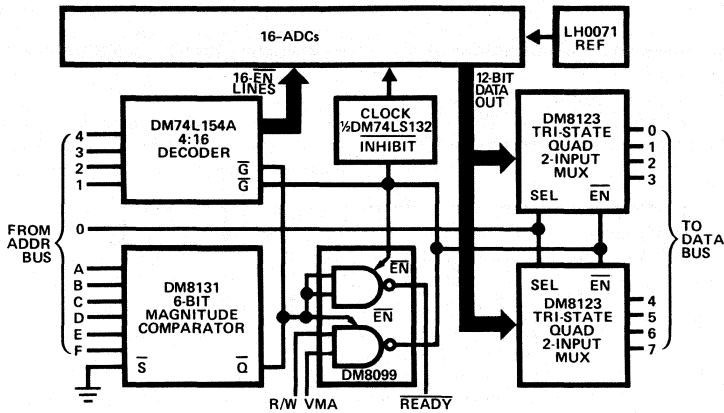 16-ADCs
LH0071
REF
16-EN
LINES
12-BIT
DATA
OUT
DM74L154A
4:16
DECODER
G
G
CLOCK
½DM74LS132
INHIBIT
DM8123
TRI-STATE
QUAD
2-INPUT
MUX
SEL EN
0
1
2
3
4
3
2
1
0
FROM
ADDR
BUS
TO
DATA
BUS
A
B
C
D
E
F
DM8131
6-BIT
MAGNITUDE
COMPARATOR
S Q
EN
EN
DM8099
SEL EN
DM8123
TRI-STATE
QUAD
2-INPUT
MUX
4
5
6
7
R/W VMA READY